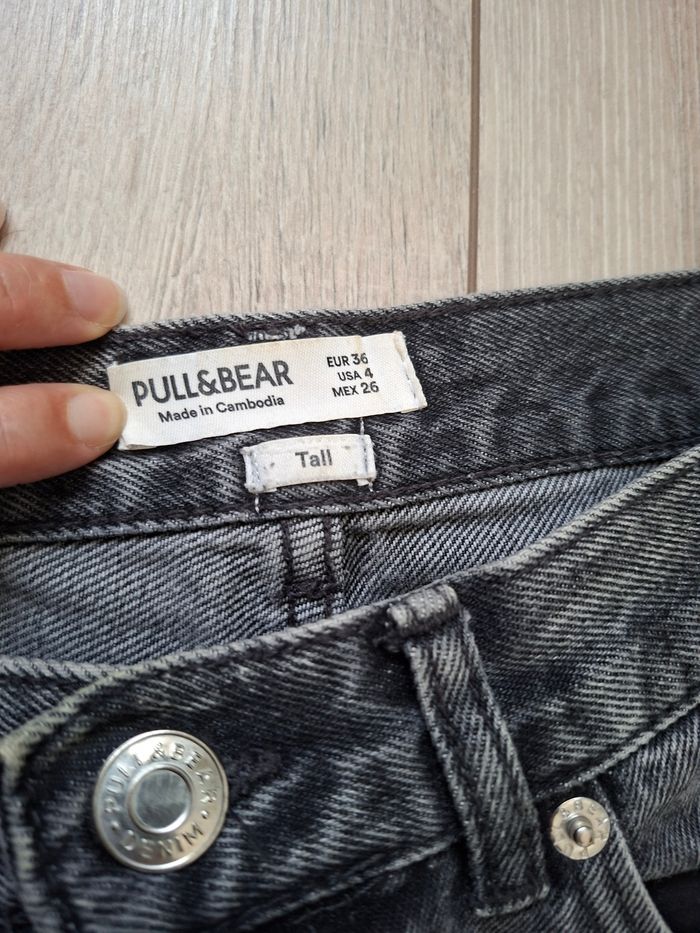 PULL&BEAR
Made in Cambodia
EUR 36
USA 4
MEX 26
Tall
PULL&BEAR
DENIM